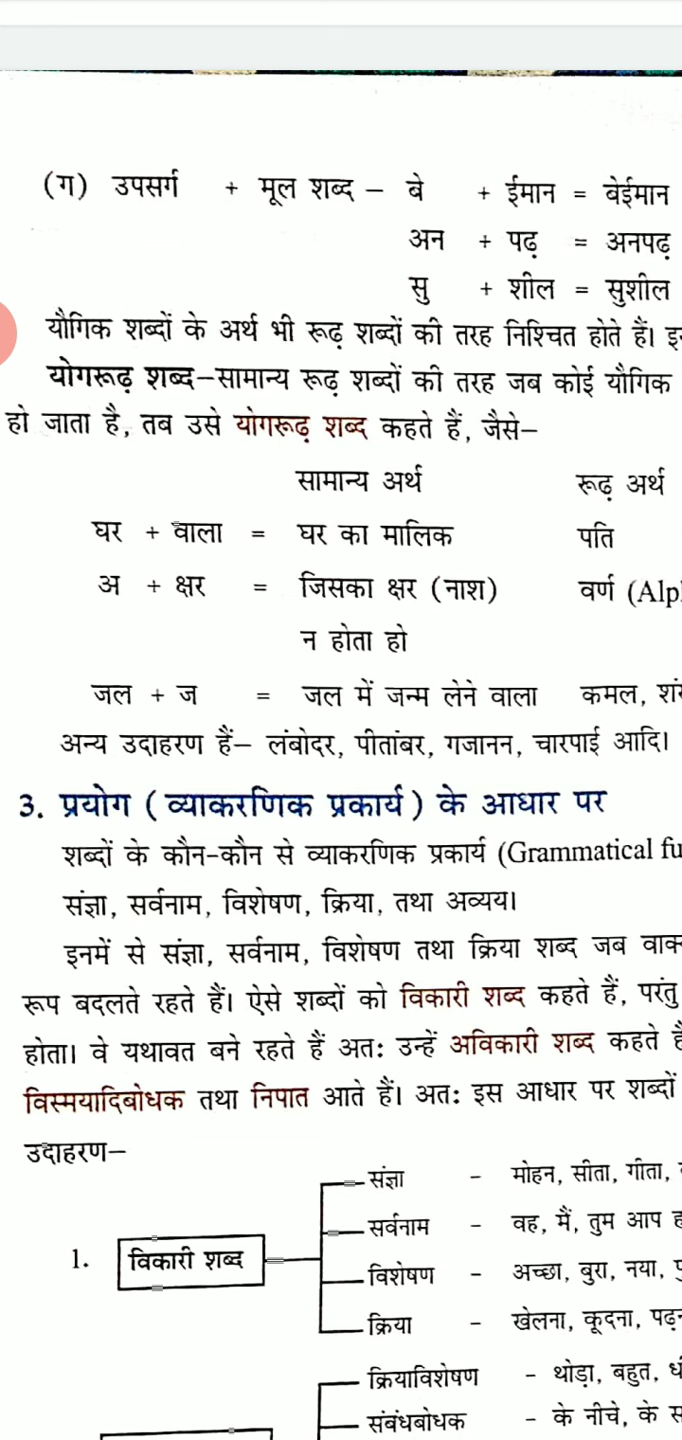 (ग) उपसर्ग + मूल शब्द – बे + ईमान = बेईमान
अन + पढ़ = अनपढ़
सु + शील = सुशील
यौगिक शब्दों के अर्थ भी रूढ़ शब्दों की तरह निश्चित होते हैं।
योगरूढ़ शब्द–सामान्य रूढ़ शब्दों की तरह जब कोई यौगिक
हो जाता है, तब उसे योगरूढ़ शब्द कहते हैं, जैसे–
सामान्य अर्थ रूढ़ अर्थ
घर + वाला = घर का मालिक पति
अ + क्षर = जिसका क्षर (नाश) वर्ण (Alp
न होता हो
जल + ज = जल में जन्म लेने वाला कमल,
अन्य उदाहरण हैं– लंबोदर, पीतांबर, गजानन, चारपाई आदि।
3. प्रयोग (व्याकरणिक प्रकार्य) के आधार पर
शब्दों के कौन-कौन से व्याकरणिक प्रकार्य (Grammatical fu
संज्ञा, सर्वनाम, विशेषण, क्रिया, तथा अव्यय।
इनमें से संज्ञा, सर्वनाम, विशेषण तथा क्रिया शब्द जब
रूप बदलते रहते हैं। ऐसे शब्दों को विकारी शब्द कहते हैं, परंतु
होता। वे यथावत बने रहते हैं अतः उन्हें अविकारी शब्द कहते
विस्मयादिबोधक तथा निपात आते हैं। अतः इस आधार पर शब्दों
उदाहरण–
संज्ञा – मोहन, सीता, गीता,
सर्वनाम – वह, मैं, तुम आप
1. विकारी शब्द
विशेषण – अच्छा, बुरा, नया,
क्रिया – खेलना, कूदना,
क्रियाविशेषण – थोड़ा, बहुत,
संबंधबोधक – के नीचे, के